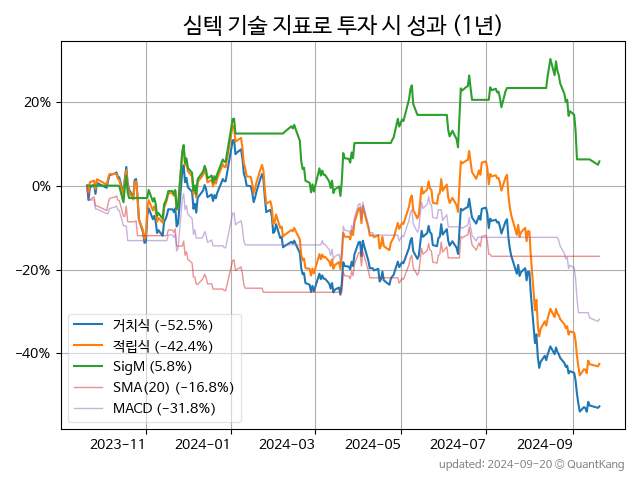 심텍 기술 지표로 투자 시 성과 (1년)
20%
0%
−20%
−40%
거치식 (−52.5%)
적립식 (−42.4%)
SigM (5.8%)
SMA(20) (−16.8%)
MACD (−31.8%)
2023-11
2024-01
2024-03
2024-05
2024-07
2024-09
updated: 2024-09-20 © QuantKang